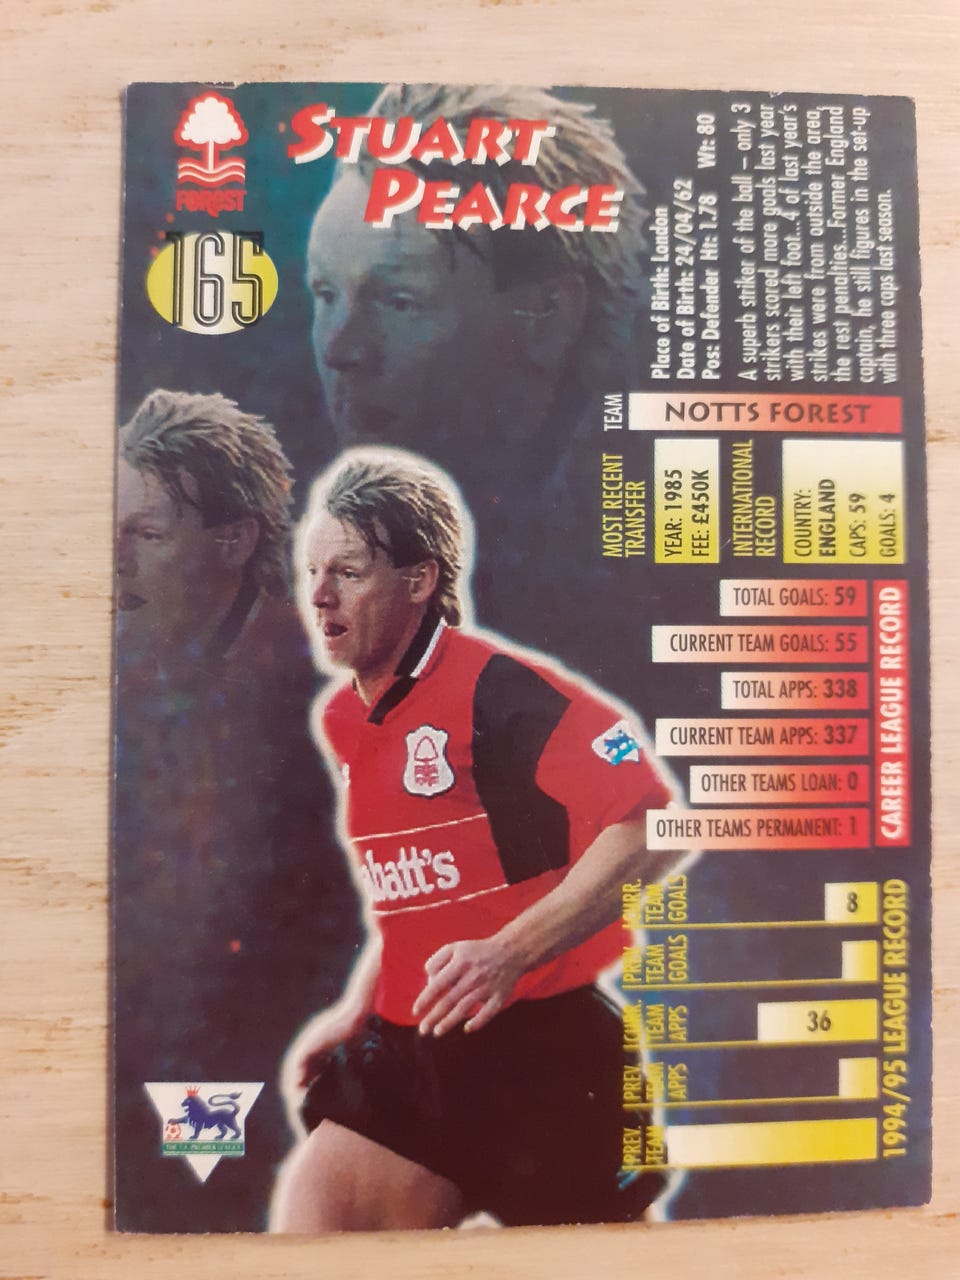 FOREST
165
STUART
PEARCE
Place of Birth: London
Date of Birth: 24/04/62
Pos: Defender Ht: 1.78 Wt: 80
A superb striker of the ball – only 3
strikers scored more goals last year
with their left foot...4 of last year's
strikes were from outside the area,
the rest penalties...Former England
captain, he still figures in the set-up
with three caps last season.
TEAM
NOTTS FOREST
MOST RECENT
TRANSFER
YEAR: 1985
FEE: £450K
INTERNATIONAL
RECORD
COUNTRY:
ENGLAND
CAPS: 59
GOALS: 4
TOTAL GOALS: 59
CURRENT TEAM GOALS: 55
TOTAL APPS: 338
CURRENT TEAM APPS: 337
OTHER TEAMS LOAN: 0
OTHER TEAMS PERMANENT: 1
CAREER LEAGUE RECORD
CURR.
TEAM
GOALS
8
PREV.
TEAM
GOALS
CURR.
TEAM
APPS
36
PREV.
TEAM
APPS
PREV.
TEAM
1994/95 LEAGUE RECORD
batt's
THE F.A. PREMIER LEAGUE